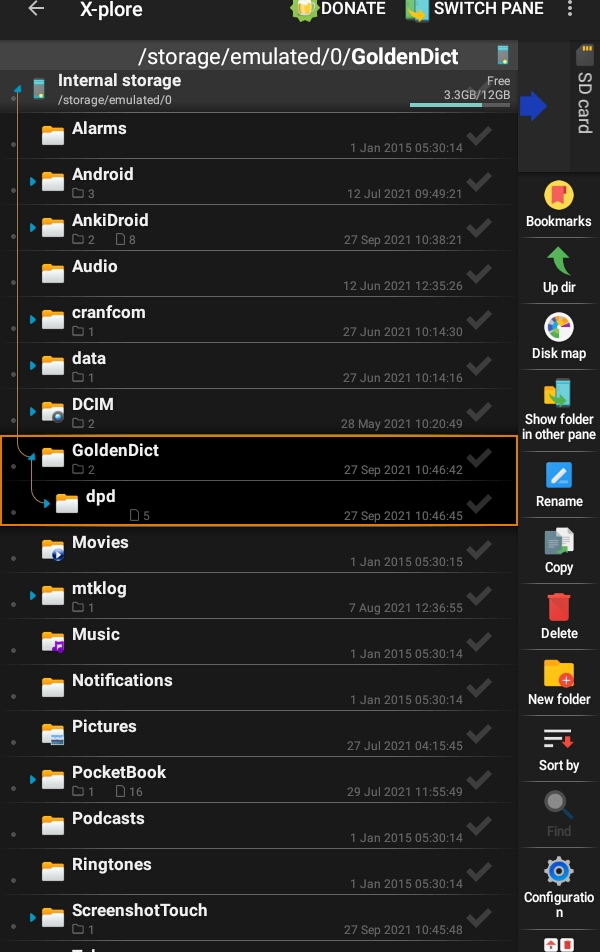 X-plore
DONATE
SWITCH PANE
/storage/emulated/0/GoldenDict
Internal storage
/storage/emulated/0
Free
3.3GB/12GB
Alarms
1 Jan 2015 05:30:14
Android
3
12 Jul 2021 09:49:21
AnkiDroid
2 8
27 Sep 2021 10:38:21
Audio
12 Jun 2021 12:35:26
cranfcom
1
27 Jun 2021 10:14:30
data
1
27 Jun 2021 10:14:16
DCIM
2
28 May 2021 10:20:49
GoldenDict
2
27 Sep 2021 10:46:42
dpd
5
27 Sep 2021 10:46:45
Movies
1 Jan 2015 05:30:15
mtklog
1
7 Aug 2021 12:36:55
Music
1 Jan 2015 05:30:14
Notifications
1 Jan 2015 05:30:14
Pictures
27 Jul 2021 04:15:45
PocketBook
1 16
29 Jul 2021 11:55:49
Podcasts
1 Jan 2015 05:30:14
Ringtones
1 Jan 2015 05:30:14
ScreenshotTouch
1
27 Sep 2021 10:45:48
SD card
Bookmarks
Up dir
Disk map
Show folder
in other pane
Rename
Copy
Delete
New folder
Sort by
Find
Configuratio
n